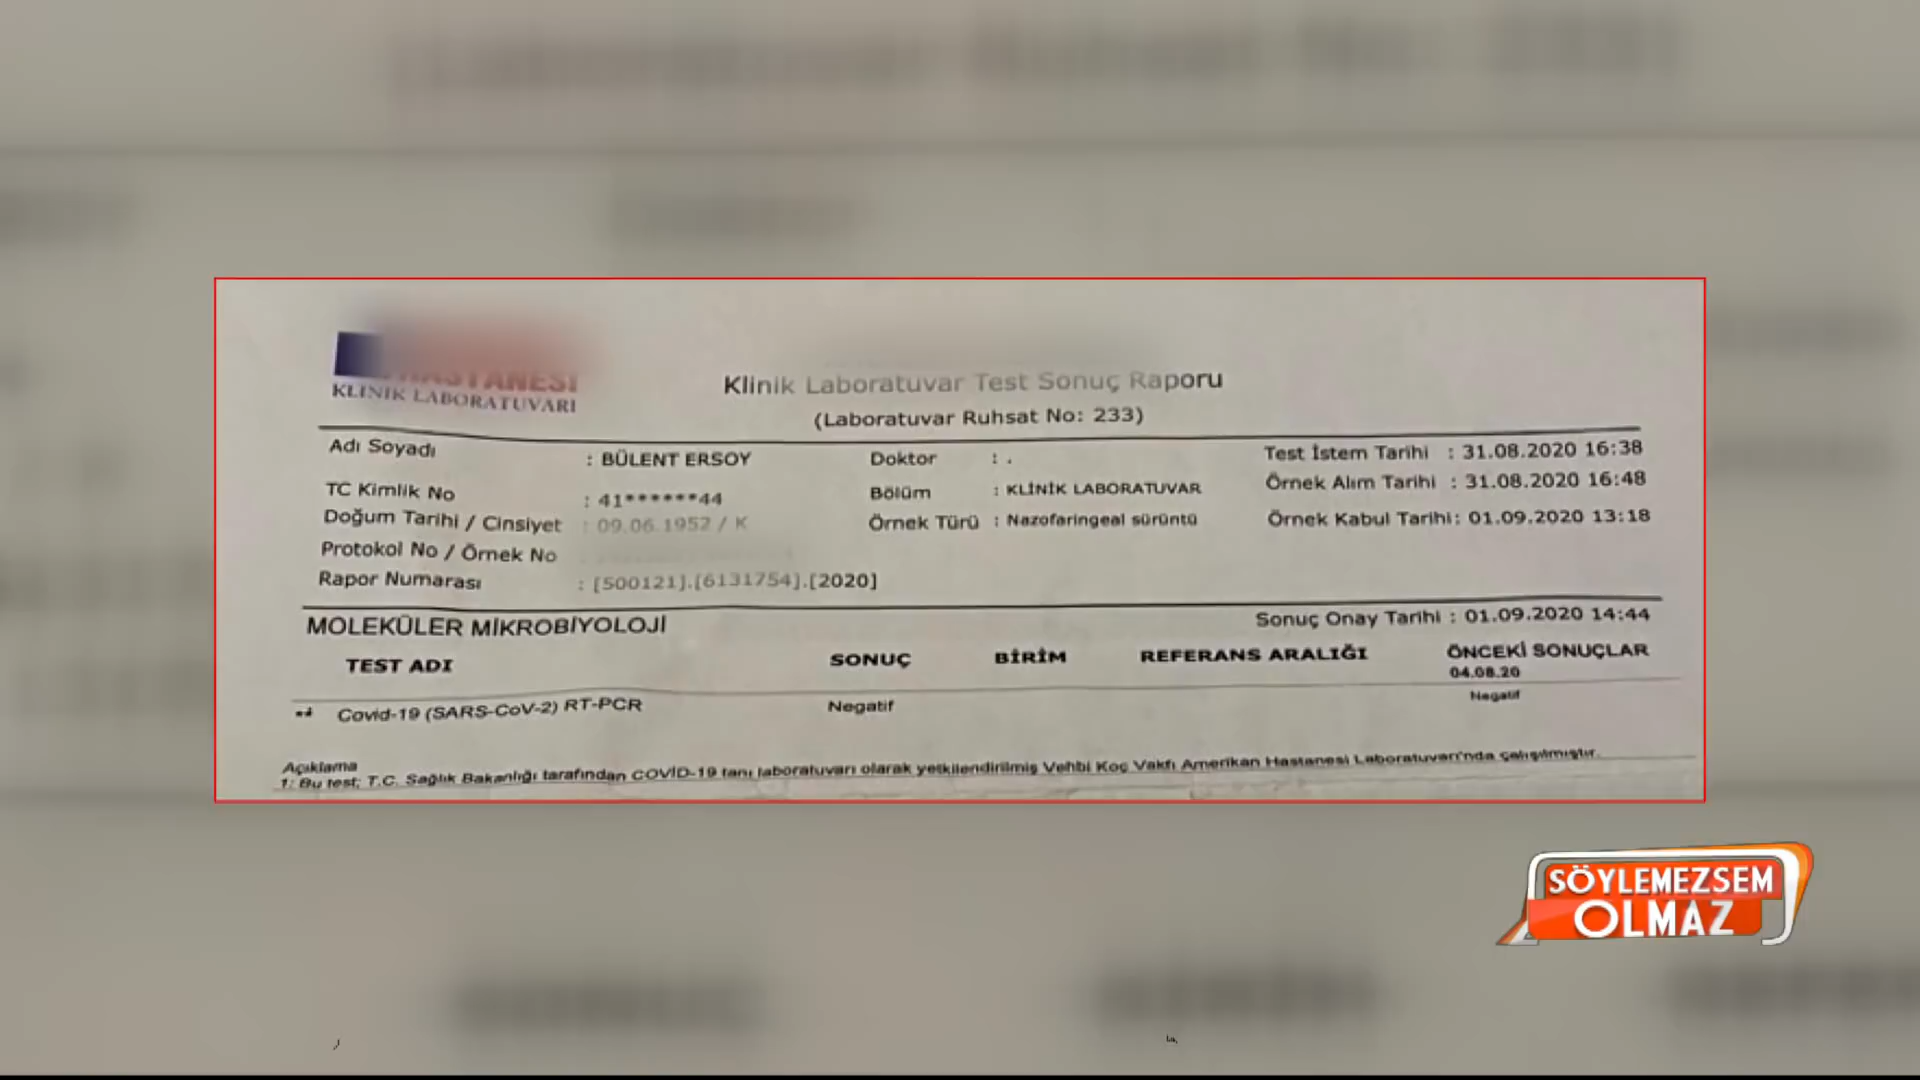 HASTANESİ
KLİNİK LABORATUVARI
Klinik Laboratuvar Test Sonuç Raporu
(Laboratuvar Ruhsat No: 233)
Adı Soyadı : BÜLENT ERSOY
Doktor : .
Test İstem Tarihi : 31.08.2020 16:38
TC Kimlik No : 41******44
Bölüm : KLİNİK LABORATUVAR
Örnek Alım Tarihi : 31.08.2020 16:48
Doğum Tarihi / Cinsiyet : 09.06.1952 / K
Örnek Türü : Nazofaringeal sürüntü
Örnek Kabul Tarihi: 01.09.2020 13:18
Protokol No / Örnek No
Rapor Numarası : [500121].[6131754].[2020]
MOLEKÜLER MİKROBİYOLOJİ
Sonuç Onay Tarihi : 01.09.2020 14:44
TEST ADI SONUÇ BİRİM REFERANS ARALIĞI ÖNCEKİ SONUÇLAR
04.08.20
** Covid-19 (SARS-CoV-2) RT-PCR Negatif Negatif
Açıklama
1: Bu test; T.C. Sağlık Bakanlığı tarafından COVİD-19 tanı laboratuvarı olarak yetkilendirilmiş Vehbi Koç Vakfı Amerikan Hastanesi Laboratuvarı'nda çalışılmıştır.
SÖYLEMEZSEM
OLMAZ